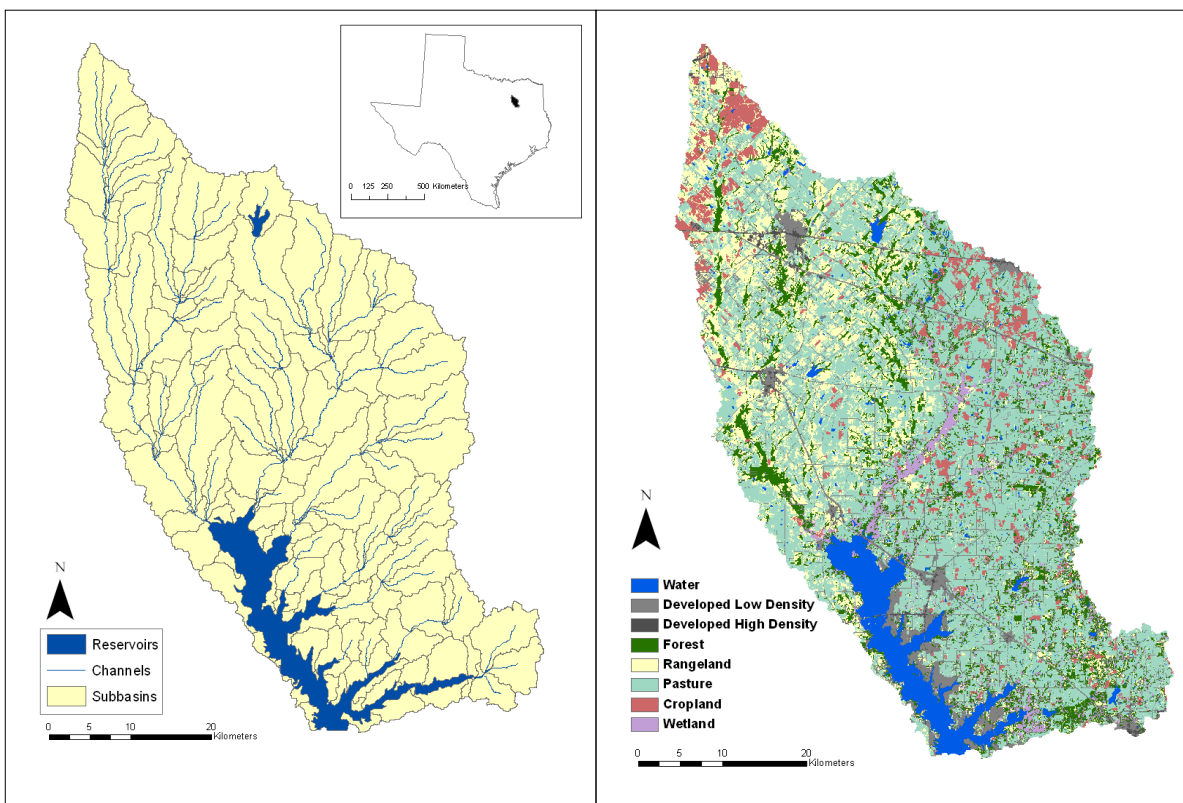 0 125 250 500 Kilometers
N
Reservoirs
Channels
Subbasins
0 5 10 20
Kilometers
N
Water
Developed Low Density
Developed High Density
Forest
Rangeland
Pasture
Cropland
Wetland
0 5 10 20
Kilometers